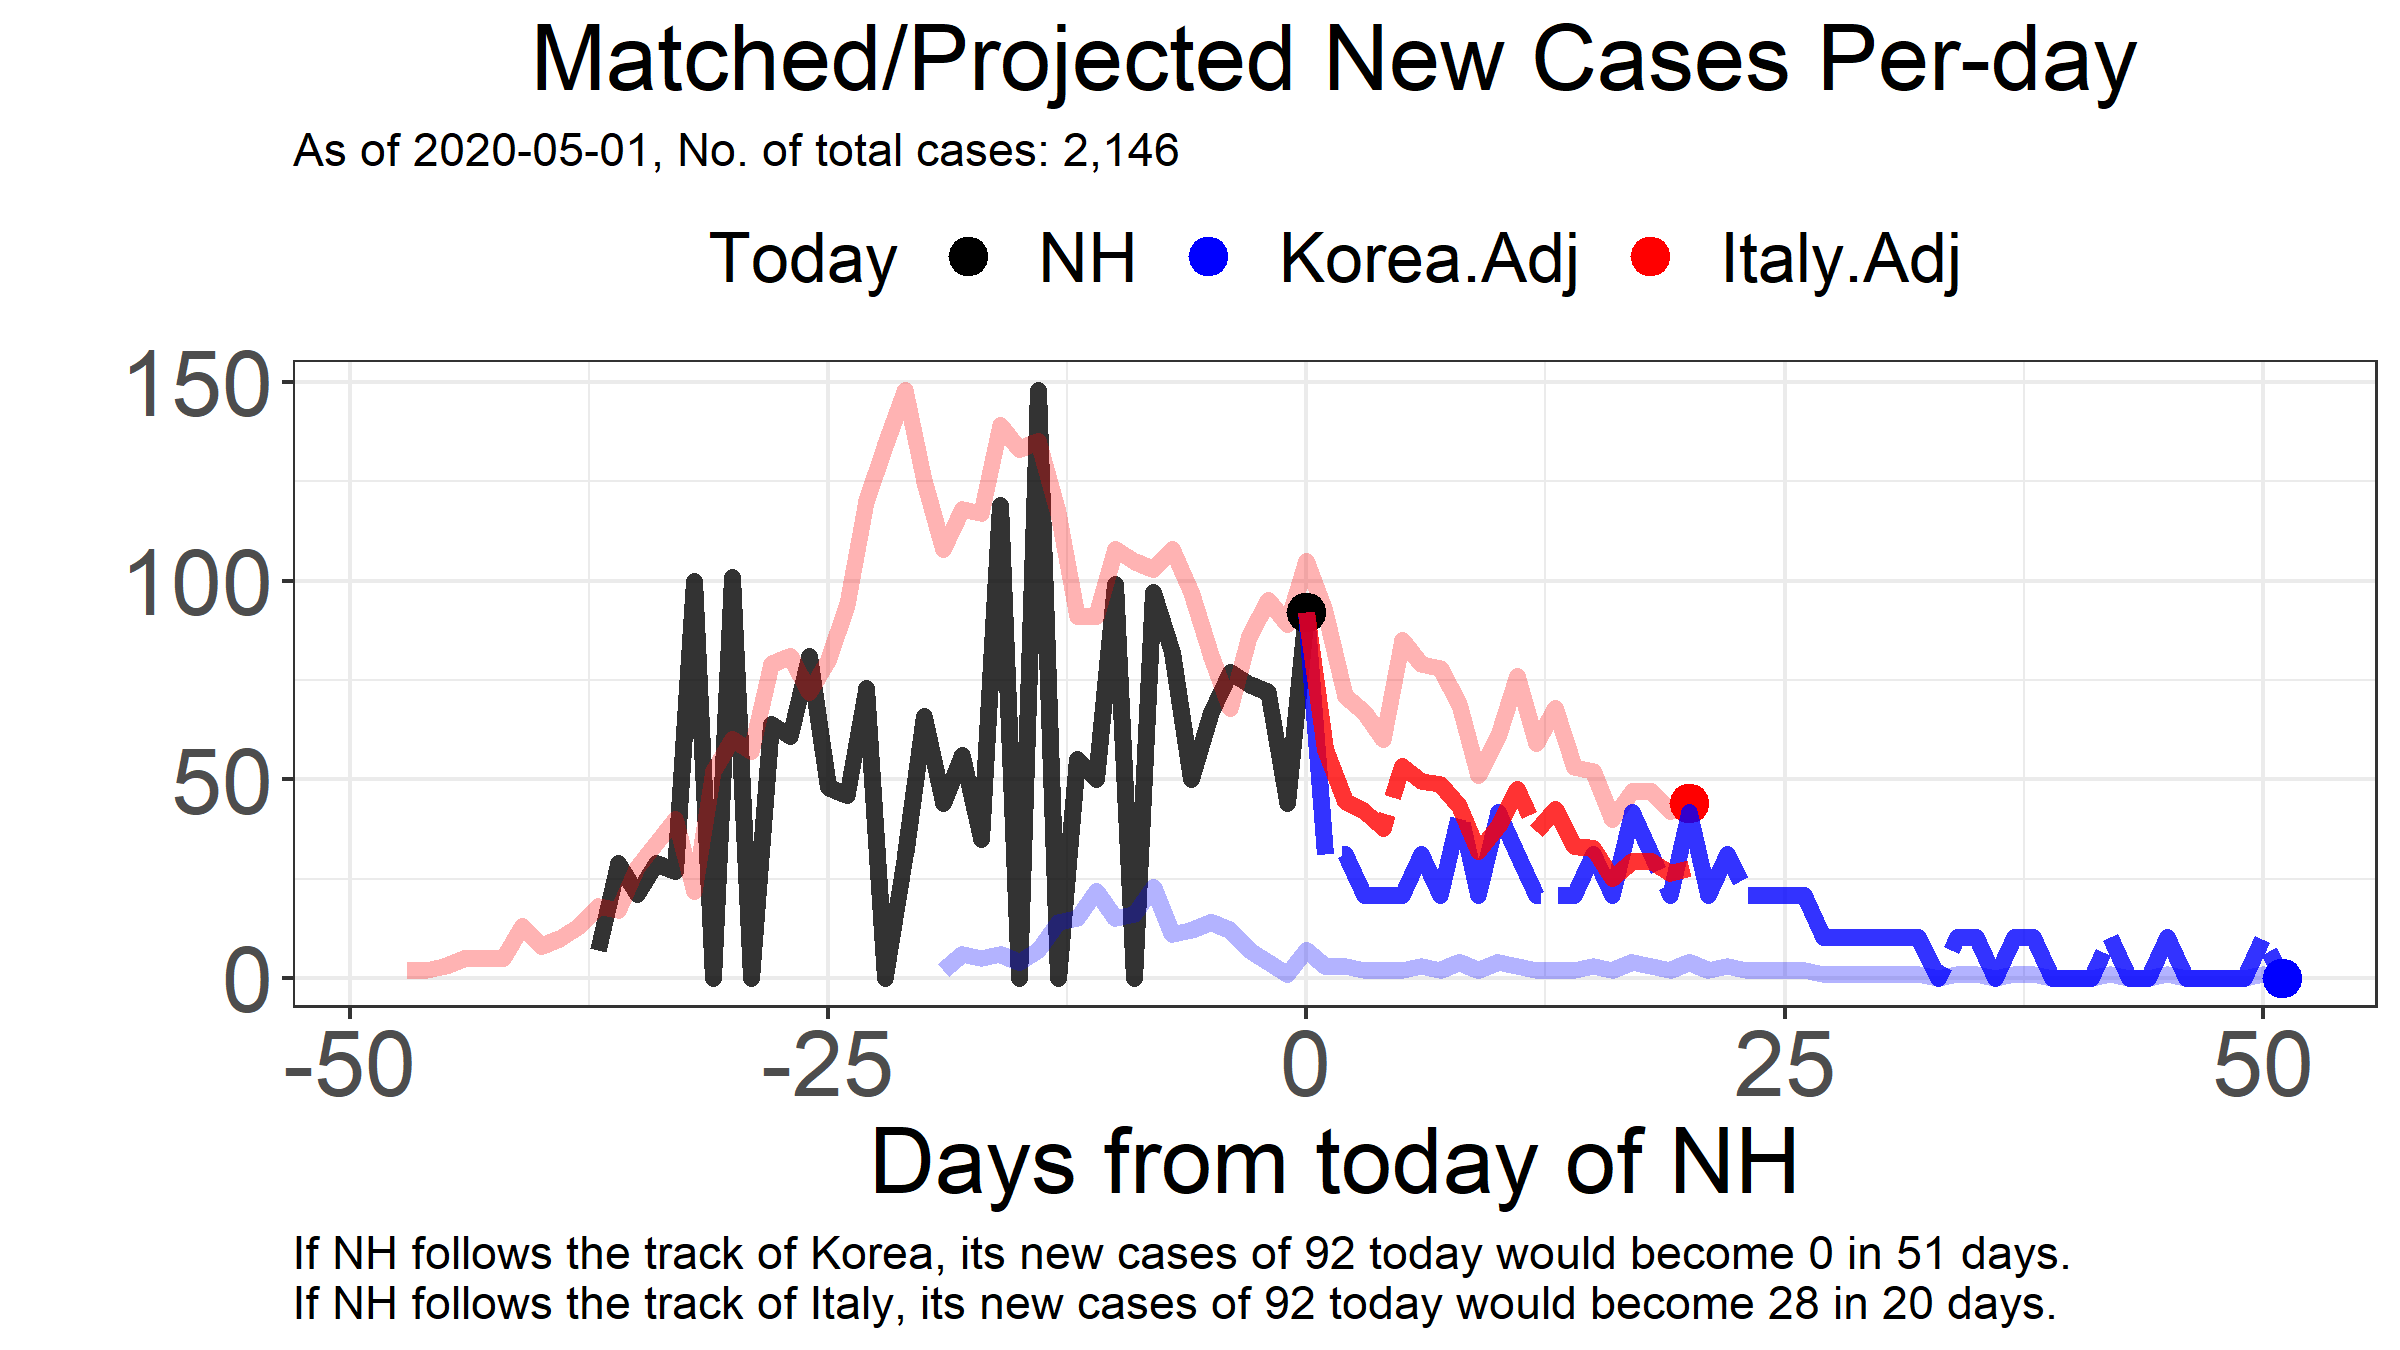 Matched/Projected New Cases Per-day
As of 2020-05-01, No. of total cases: 2,146
Today NH Korea.Adj Italy.Adj
150
100
50
0
-50 -25 0 25 50
Days from today of NH
If NH follows the track of Korea, its new cases of 92 today would become 0 in 51 days.
If NH follows the track of Italy, its new cases of 92 today would become 28 in 20 days.